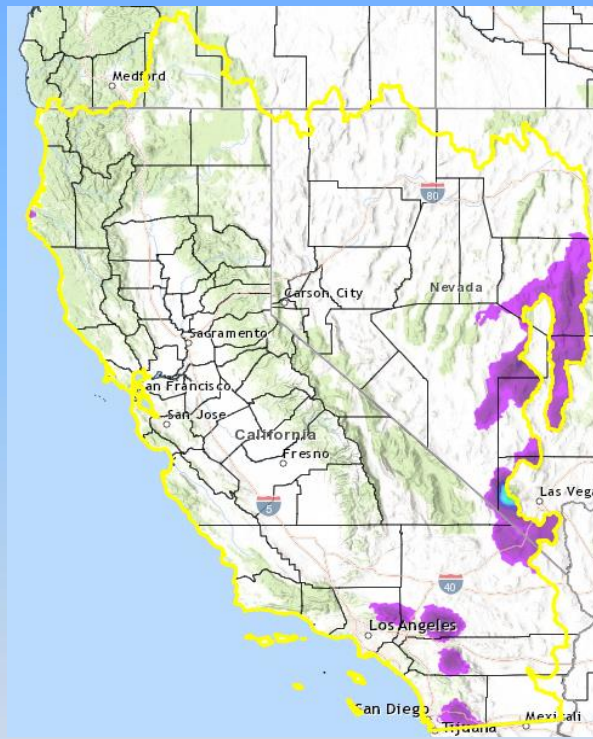 Medford
80
Nevada
Carson City
Sacramento
San Francisco
San Jose
California
Fresno
5
Las Vega
40
Los Angeles
San Diego
Tijuana
Mexicali